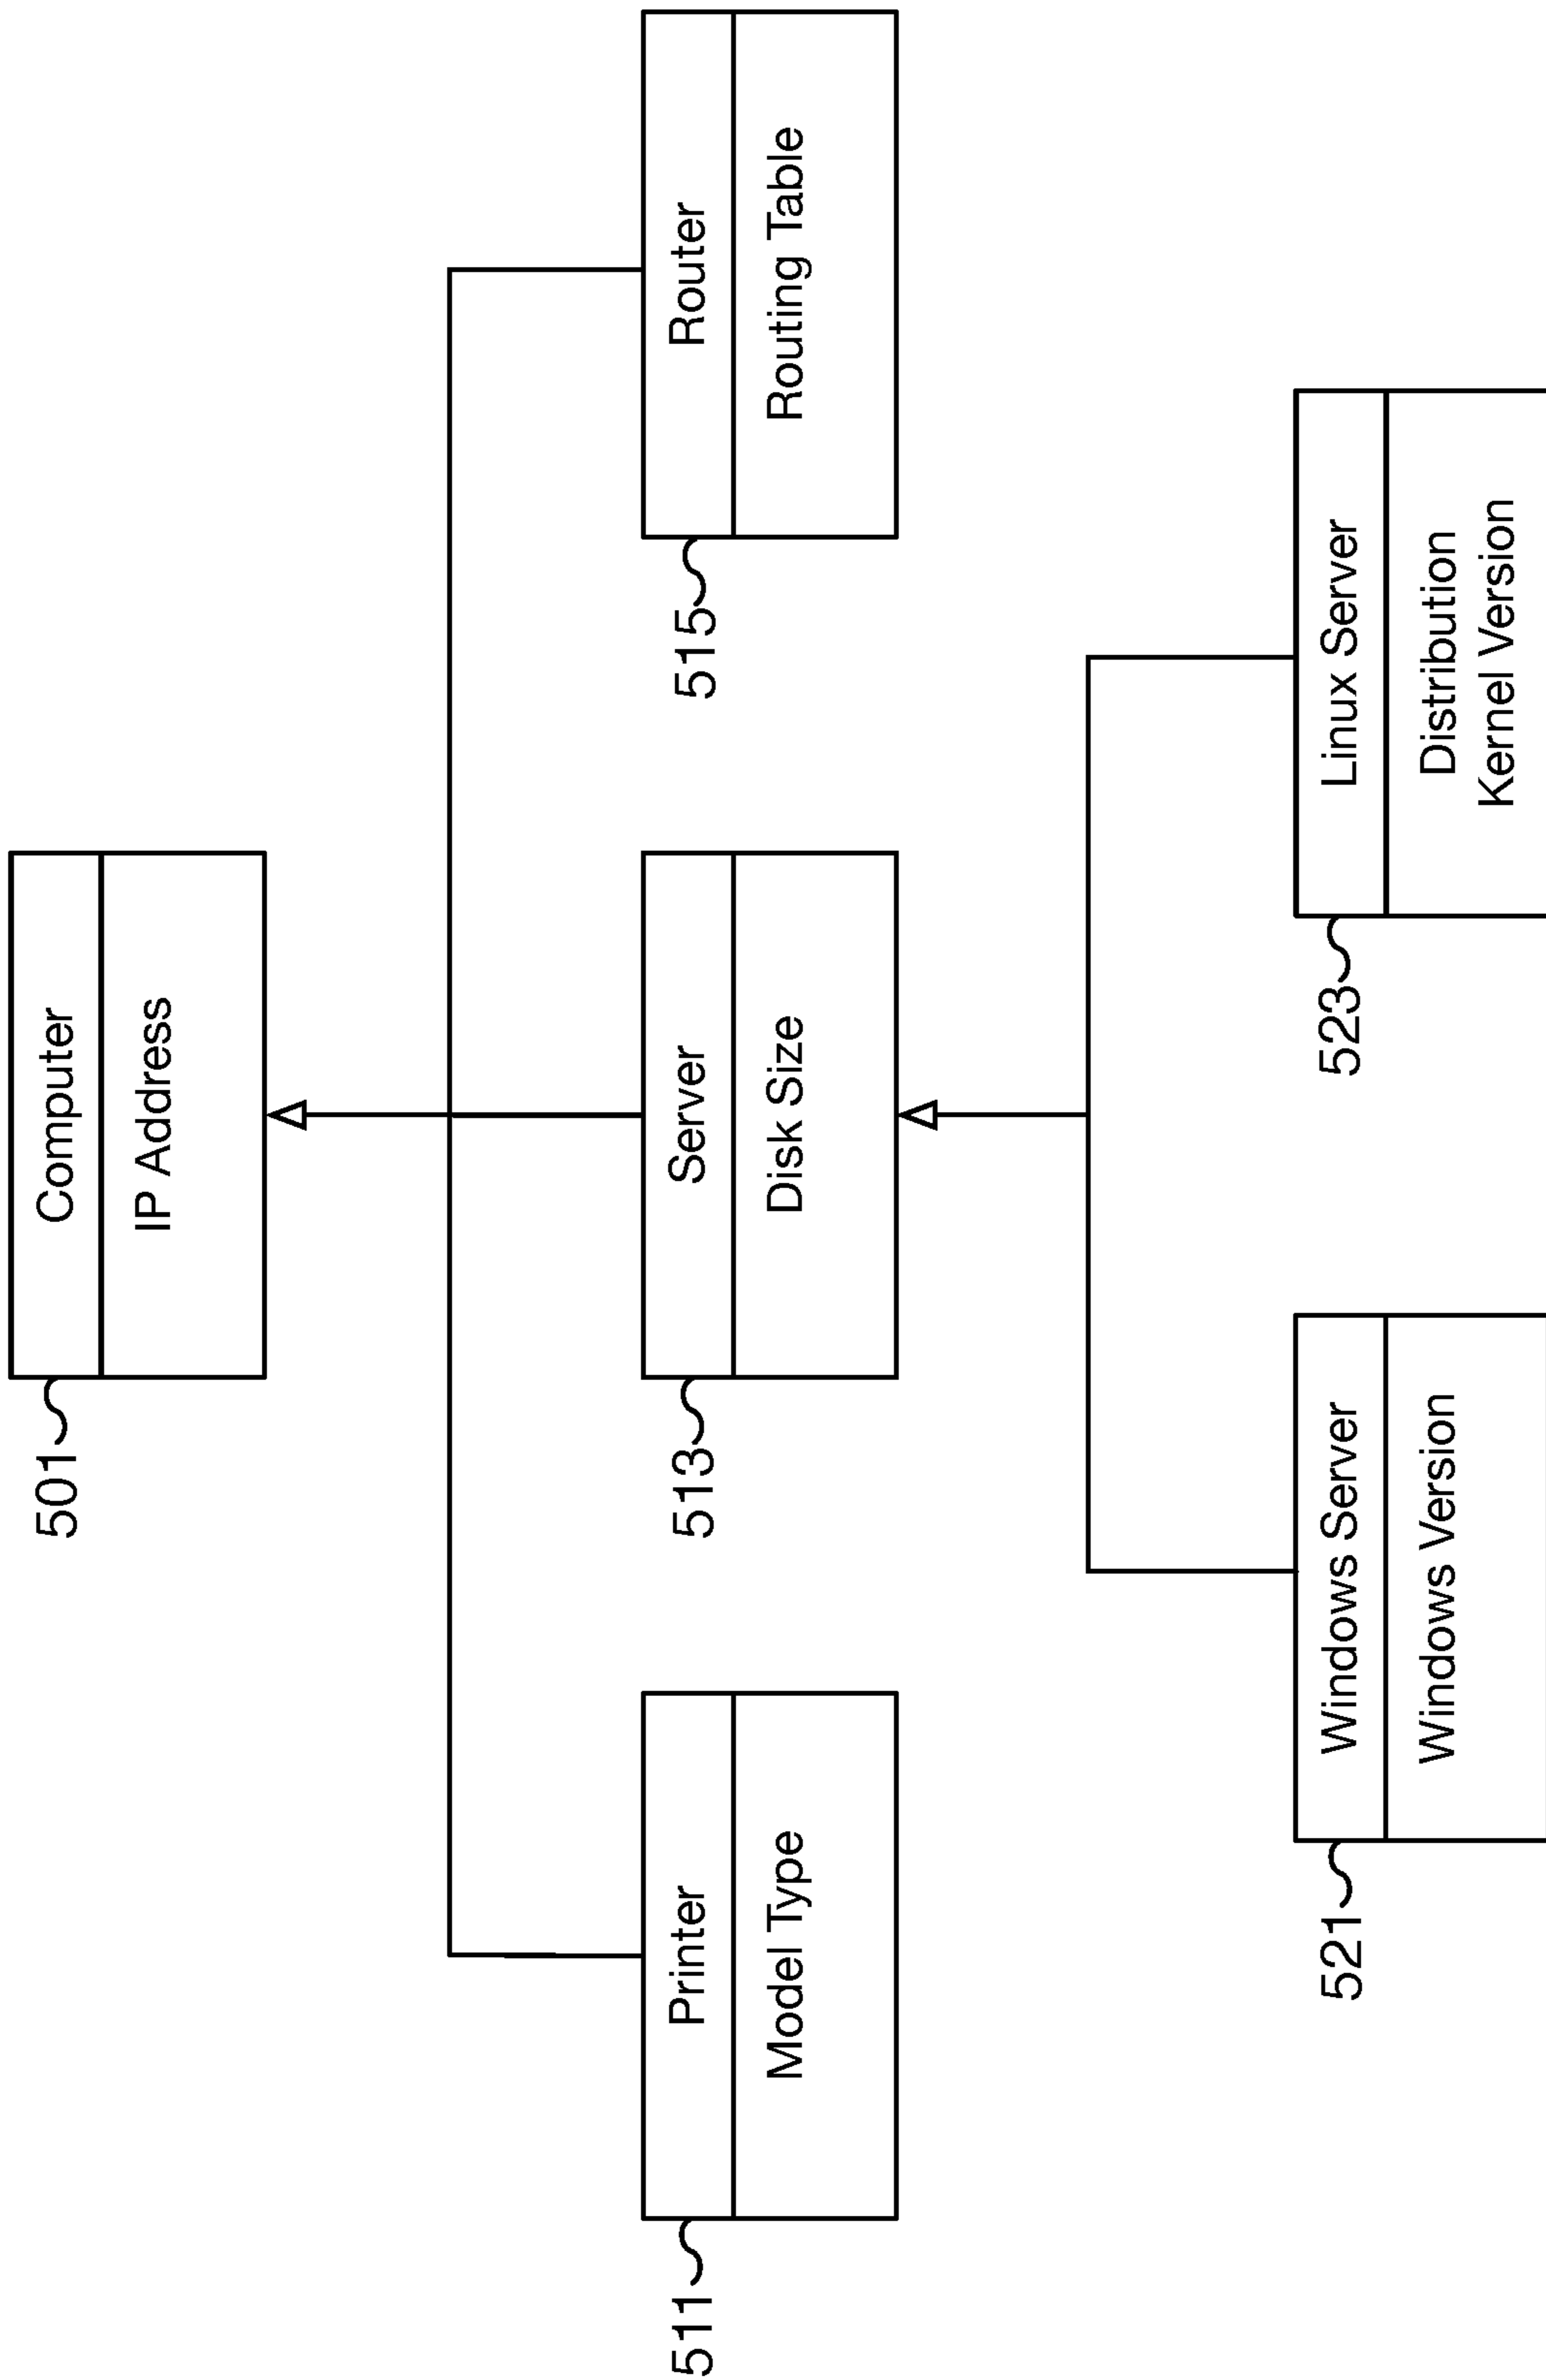 501
Computer
IP Address
511
Printer
Model Type
513
Server
Disk Size
515
Router
Routing Table
521
Windows Server
Windows Version
523
Linux Server
Distribution
Kernel Version